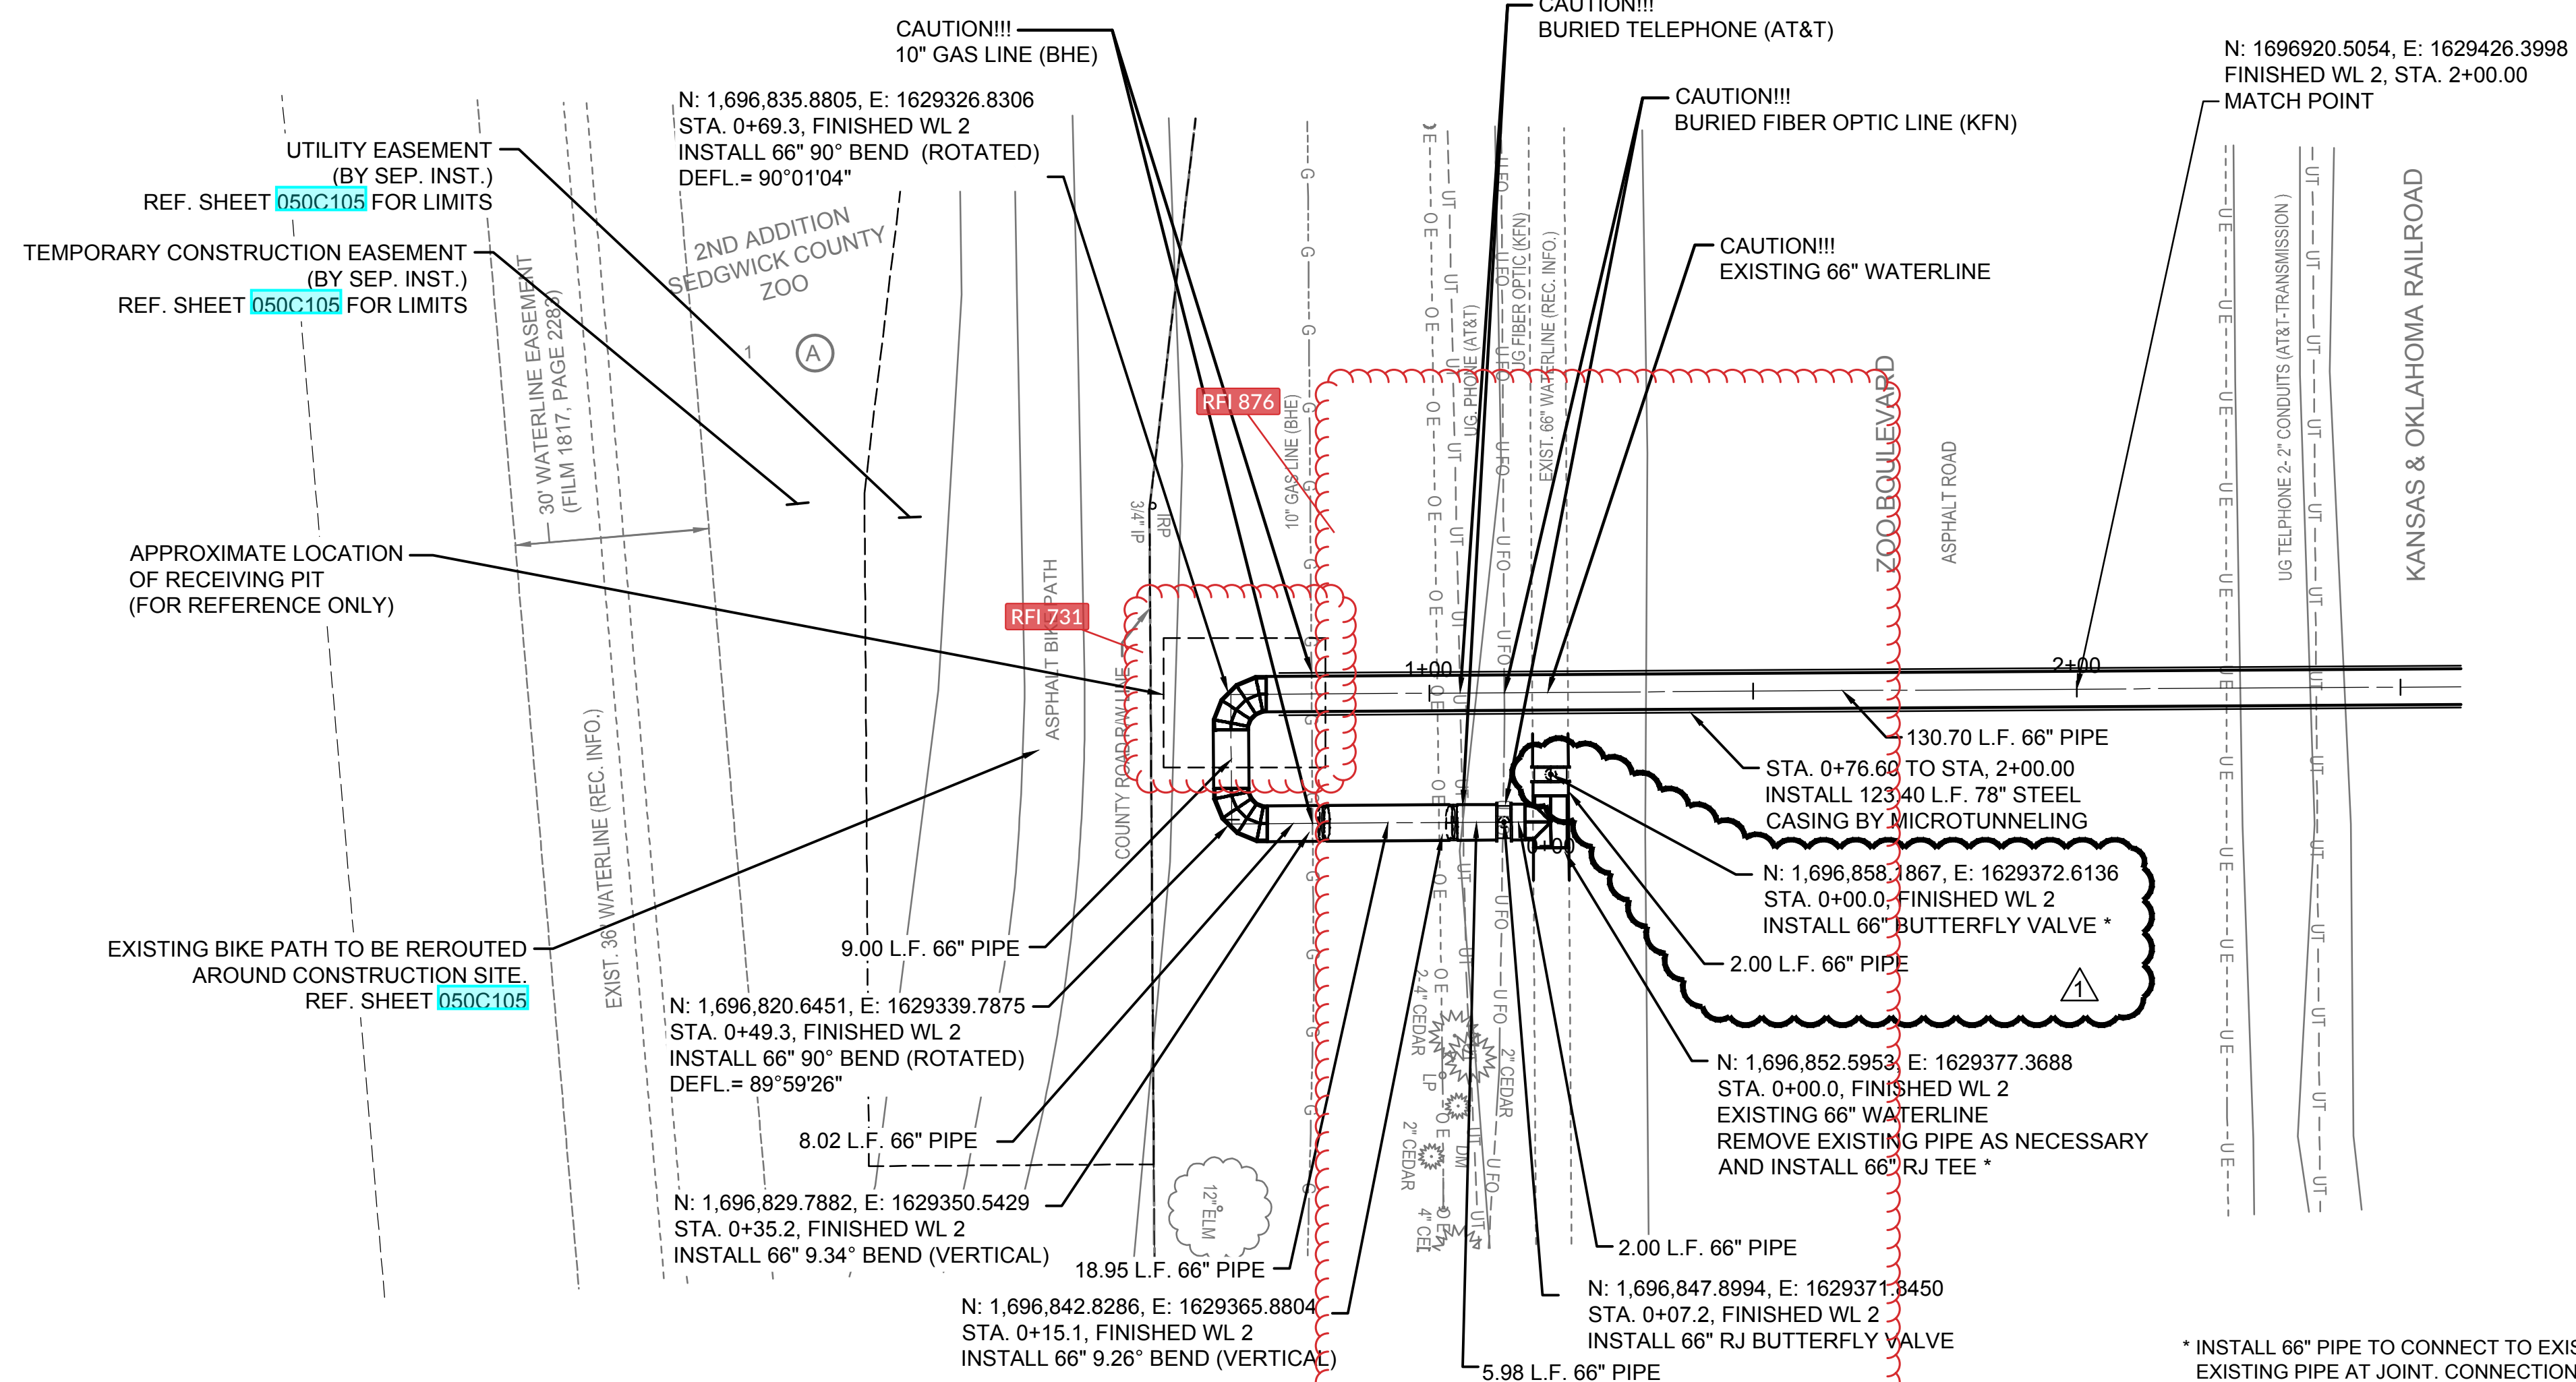 CAUTION!!!
10" GAS LINE (BHE)
CAUTION!!!
BURIED TELEPHONE (AT&T)
N: 1696920.5054, E: 1629426.3998
FINISHED WL 2, STA. 2+00.00
MATCH POINT
N: 1,696,835.8805, E: 1629326.8306
STA. 0+69.3, FINISHED WL 2
INSTALL 66" 90° BEND (ROTATED)
DEFL.= 90°01'04"
CAUTION!!!
BURIED FIBER OPTIC LINE (KFN)
UTILITY EASEMENT
(BY SEP. INST.)
REF. SHEET 050C105 FOR LIMITS
TEMPORARY CONSTRUCTION EASEMENT
(BY SEP. INST.)
REF. SHEET 050C105 FOR LIMITS
2ND ADDITION
SEDGWICK COUNTY
ZOO
1
A
CAUTION!!!
EXISTING 66" WATERLINE
30' WATERLINE EASEMENT
(FILM 1817, PAGE 2283)
RFI 876
RFI 731
10" GAS LINE (BHE)
UG. PHONE (AT&T)
UG FIBER OPTIC (KFN)
EXIST. 66" WATERLINE (REC. INFO.)
ZOO BOULEVARD
ASPHALT ROAD
UG TELPHONE 2- 2" CONDUITS (AT&T-TRANSMISSION )
KANSAS & OKLAHOMA RAILROAD
3/4" IP
IRP
APPROXIMATE LOCATION
OF RECEIVING PIT
(FOR REFERENCE ONLY)
ASPHALT BIKE PATH
COUNTY ROAD R/W LINE
EXIST. 36" WATERLINE (REC. INFO.)
1+00
2+00
0+00
130.70 L.F. 66" PIPE
STA. 0+76.60 TO STA, 2+00.00
INSTALL 123.40 L.F. 78" STEEL
CASING BY MICROTUNNELING
N: 1,696,858.1867, E: 1629372.6136
STA. 0+00.0, FINISHED WL 2
INSTALL 66" BUTTERFLY VALVE *
2.00 L.F. 66" PIPE
1
EXISTING BIKE PATH TO BE REROUTED
AROUND CONSTRUCTION SITE.
REF. SHEET 050C105
9.00 L.F. 66" PIPE
N: 1,696,820.6451, E: 1629339.7875
STA. 0+49.3, FINISHED WL 2
INSTALL 66" 90° BEND (ROTATED)
DEFL.= 89°59'26"
8.02 L.F. 66" PIPE
N: 1,696,829.7882, E: 1629350.5429
STA. 0+35.2, FINISHED WL 2
INSTALL 66" 9.34° BEND (VERTICAL)
18.95 L.F. 66" PIPE
N: 1,696,842.8286, E: 1629365.8804
STA. 0+15.1, FINISHED WL 2
INSTALL 66" 9.26° BEND (VERTICAL)
12" ELM
2- 4" CEDAR
LP
2" CEDAR
2" CEDAR
DM
N: 1,696,852.5953, E: 1629377.3688
STA. 0+00.0, FINISHED WL 2
EXISTING 66" WATERLINE
REMOVE EXISTING PIPE AS NECESSARY
AND INSTALL 66" RJ TEE *
2.00 L.F. 66" PIPE
N: 1,696,847.8994, E: 1629371.8450
STA. 0+07.2, FINISHED WL 2
INSTALL 66" RJ BUTTERFLY VALVE
5.98 L.F. 66" PIPE
* INSTALL 66" PIPE TO CONNECT TO
EXISTING PIPE AT JOINT. CONNECTION